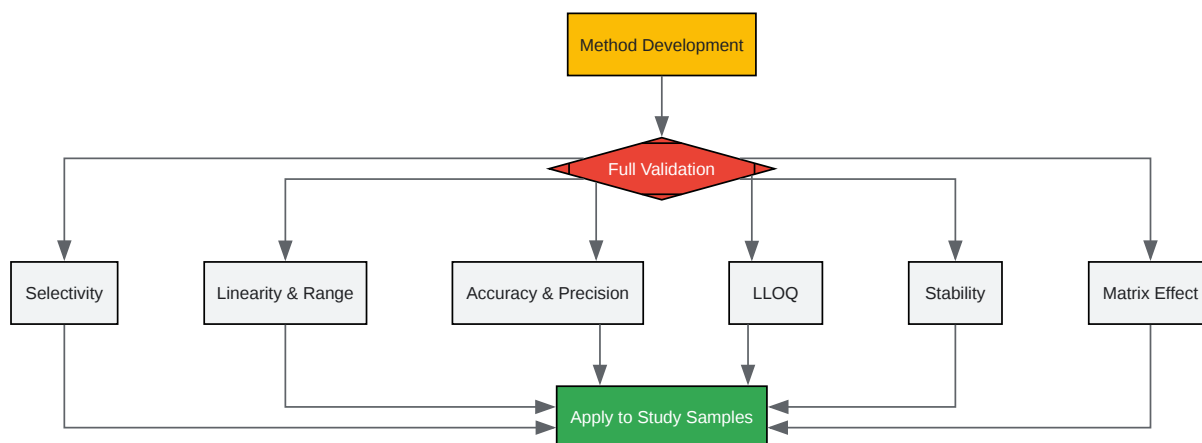 Method Development
Full Validation
Selectivity
Linearity & Range
Accuracy & Precision
LLOQ
Stability
Matrix Effect
Apply to Study Samples